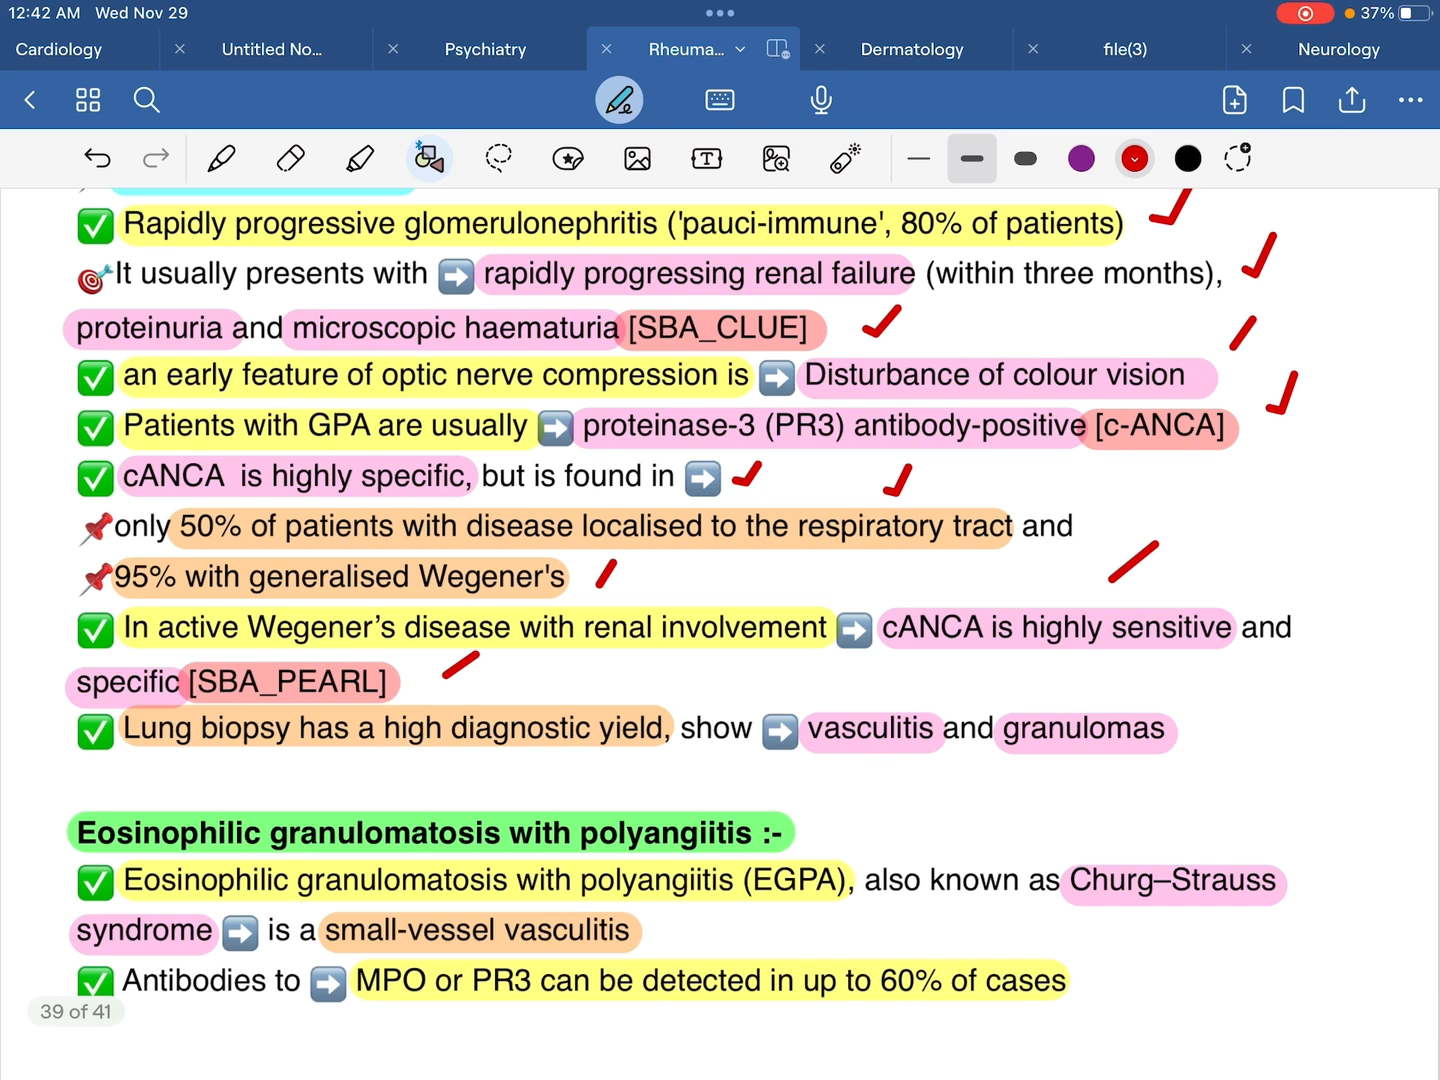 12:42 AM Wed Nov 29
37%
Cardiology
Untitled No...
Psychiatry
Rheuma...
Dermatology
file(3)
Neurology
Rapidly progressive glomerulonephritis ('pauci-immune', 80% of patients)
It usually presents with rapidly progressing renal failure (within three months),
proteinuria and microscopic haematuria [SBA_CLUE]
an early feature of optic nerve compression is Disturbance of colour vision
Patients with GPA are usually proteinase-3 (PR3) antibody-positive [c-ANCA]
cANCA is highly specific, but is found in
only 50% of patients with disease localised to the respiratory tract and
95% with generalised Wegener's
In active Wegener’s disease with renal involvement cANCA is highly sensitive and
specific [SBA_PEARL]
Lung biopsy has a high diagnostic yield, show vasculitis and granulomas
Eosinophilic granulomatosis with polyangiitis :-
Eosinophilic granulomatosis with polyangiitis (EGPA), also known as Churg–Strauss
syndrome is a small-vessel vasculitis
Antibodies to MPO or PR3 can be detected in up to 60% of cases
39 of 41